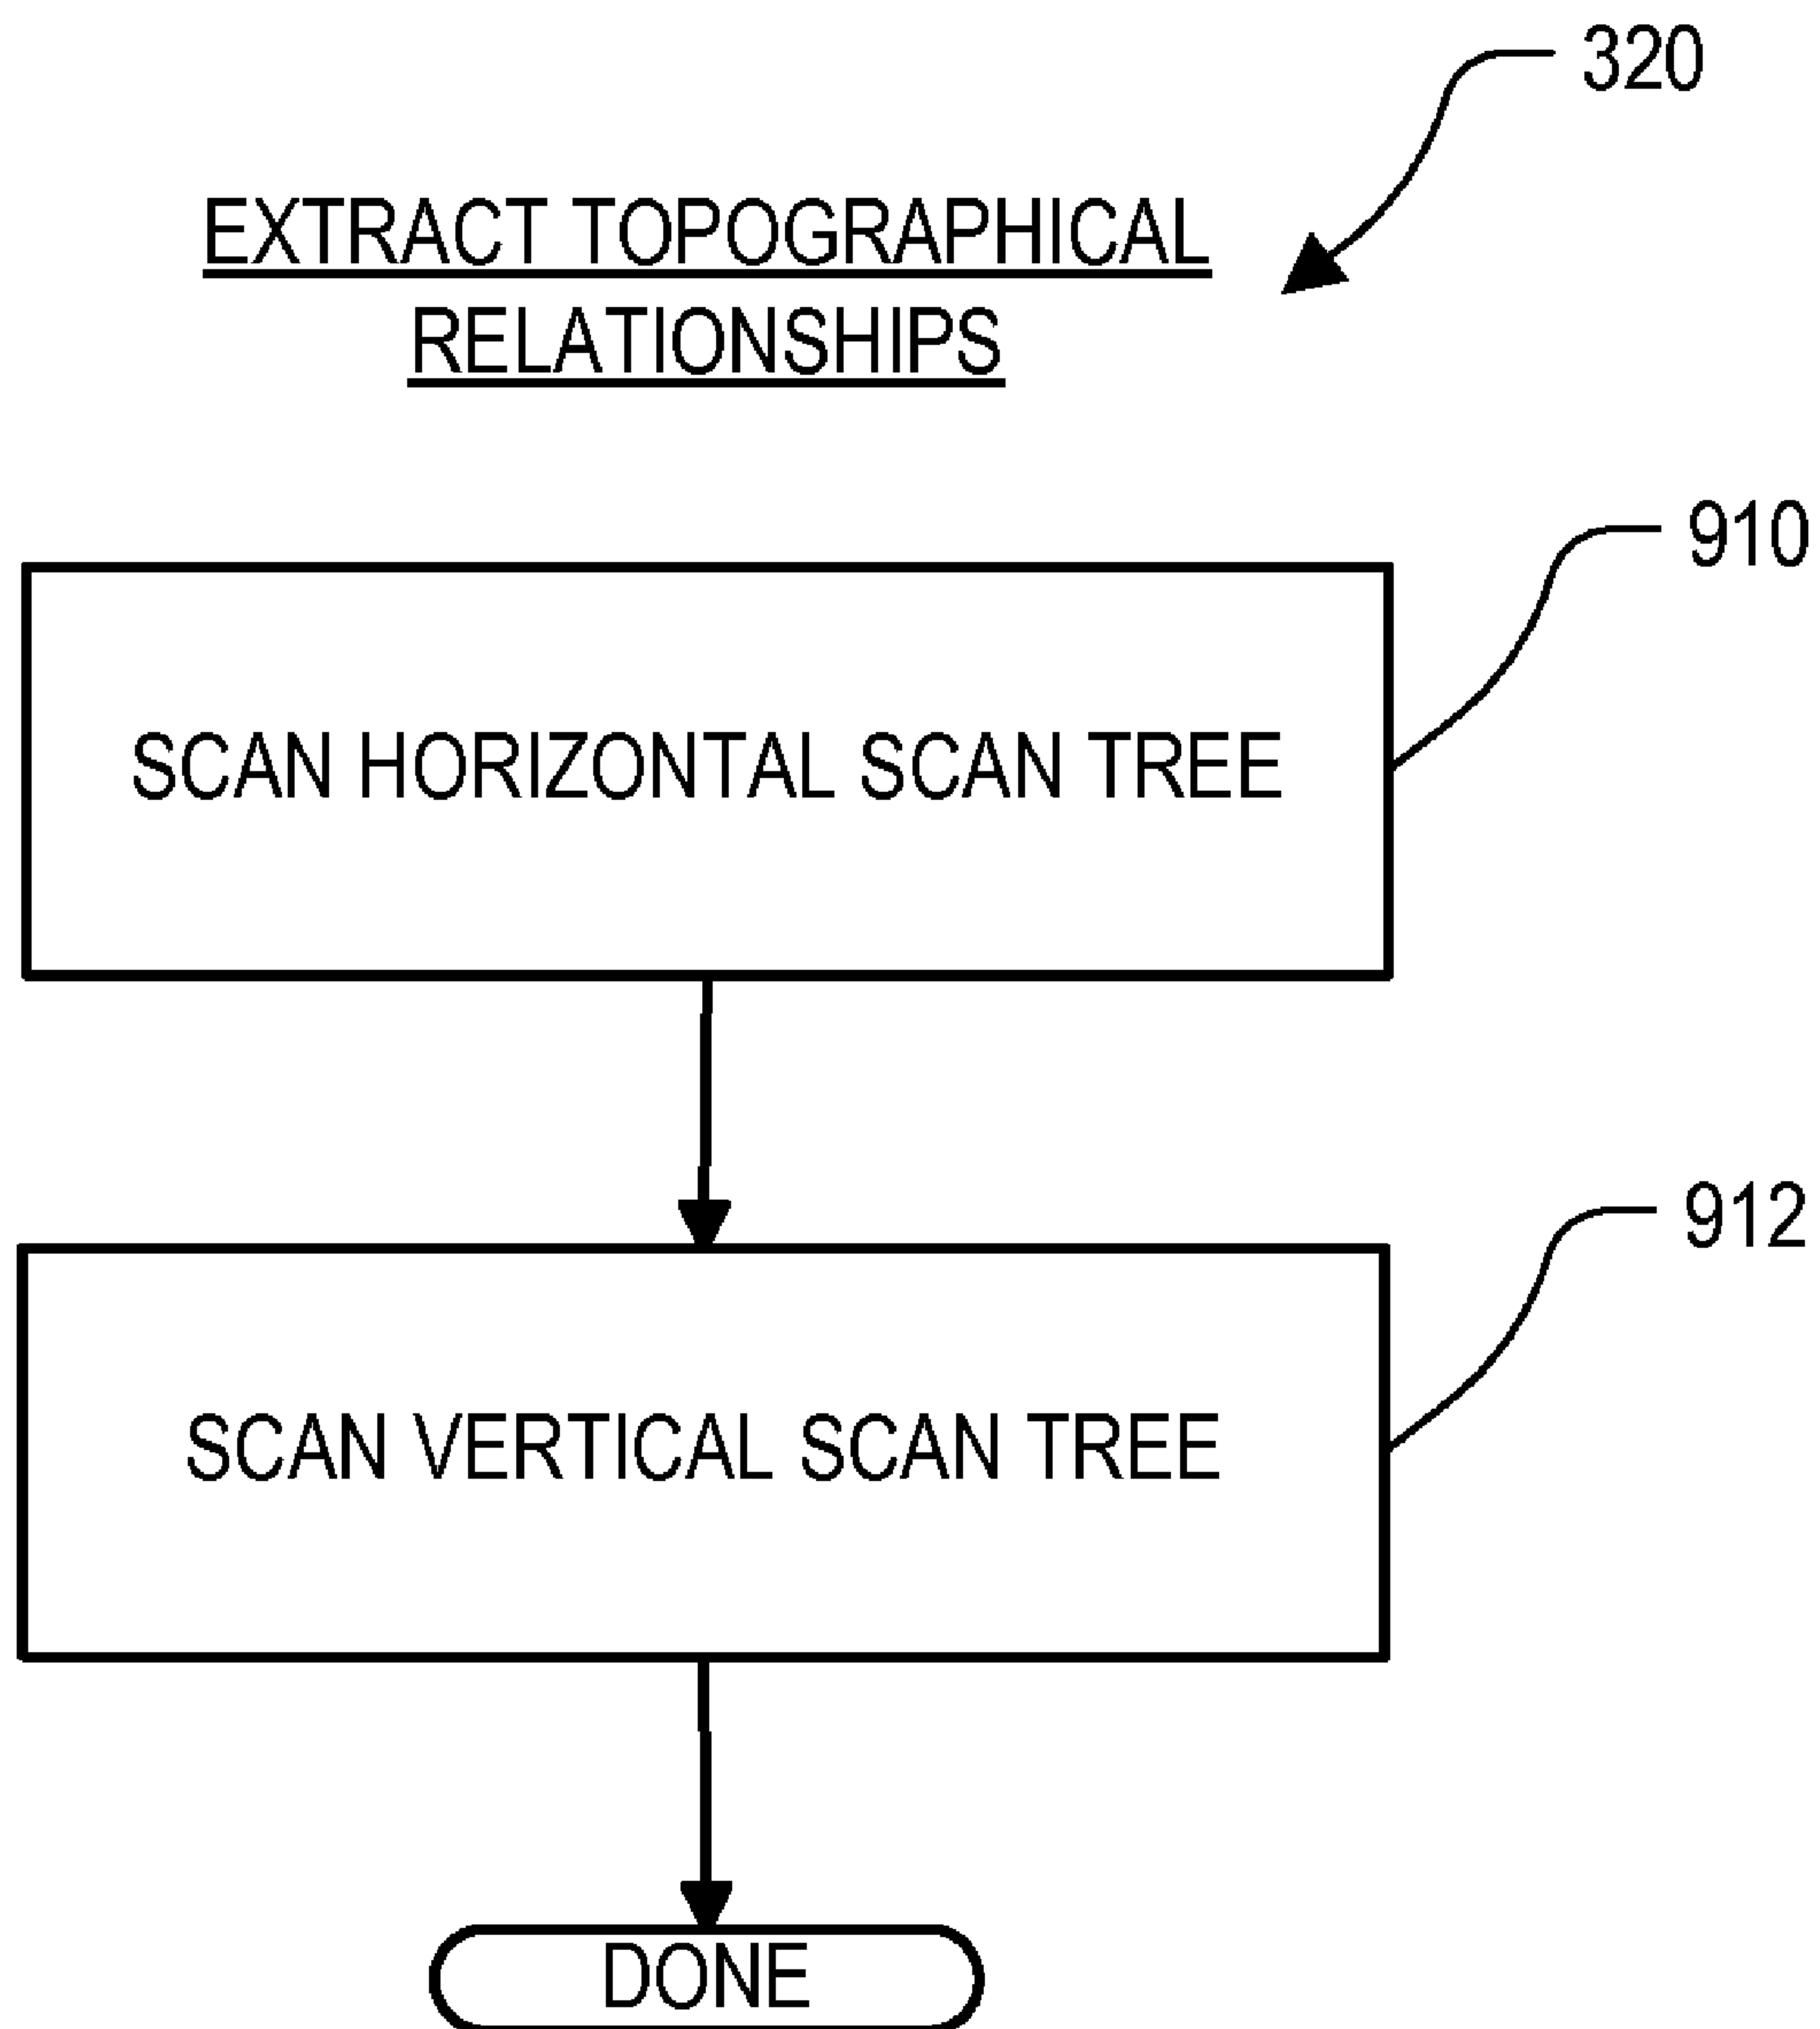 320
EXTRACT TOPOGRAPHICAL
RELATIONSHIPS
910
SCAN HORIZONTAL SCAN TREE
912
SCAN VERTICAL SCAN TREE
DONE